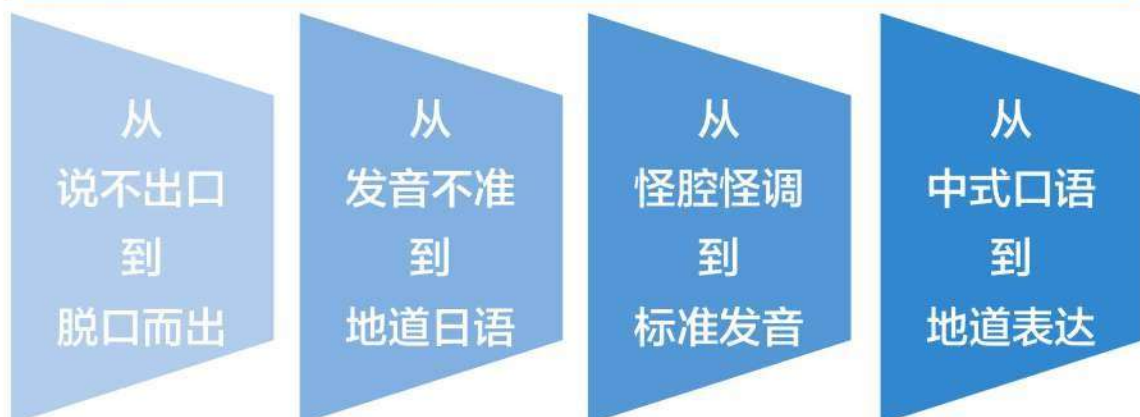 从
说不出口
到
脱口而出
从
发音不准
到
地道日语
从
怪腔怪调
到
标准发音
从
中式口语
到
地道表达